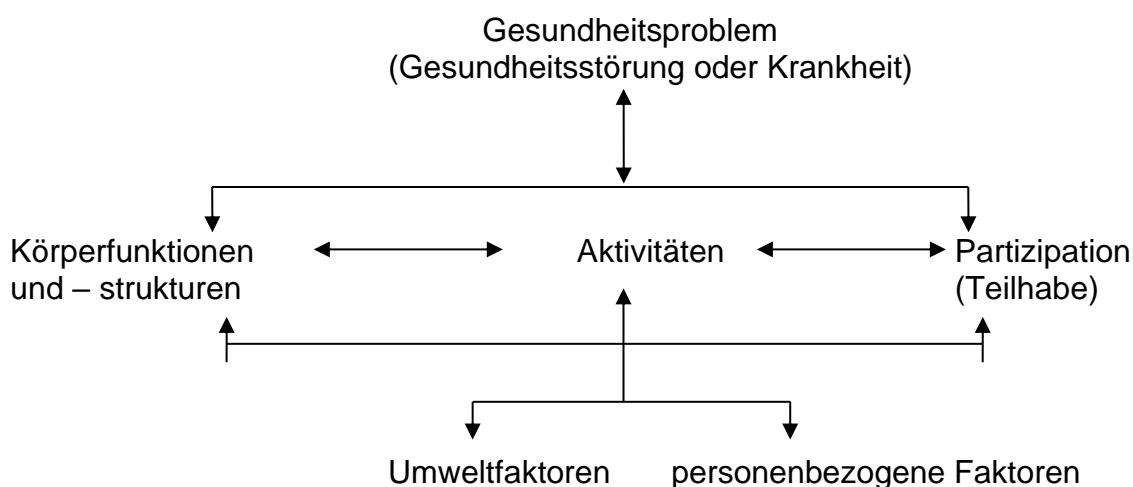 Gesundheitsproblem
(Gesundheitsstörung oder Krankheit)
Körperfunktionen
und – strukturen
Aktivitäten
Partizipation
(Teilhabe)
Umweltfaktoren
personenbezogene Faktoren